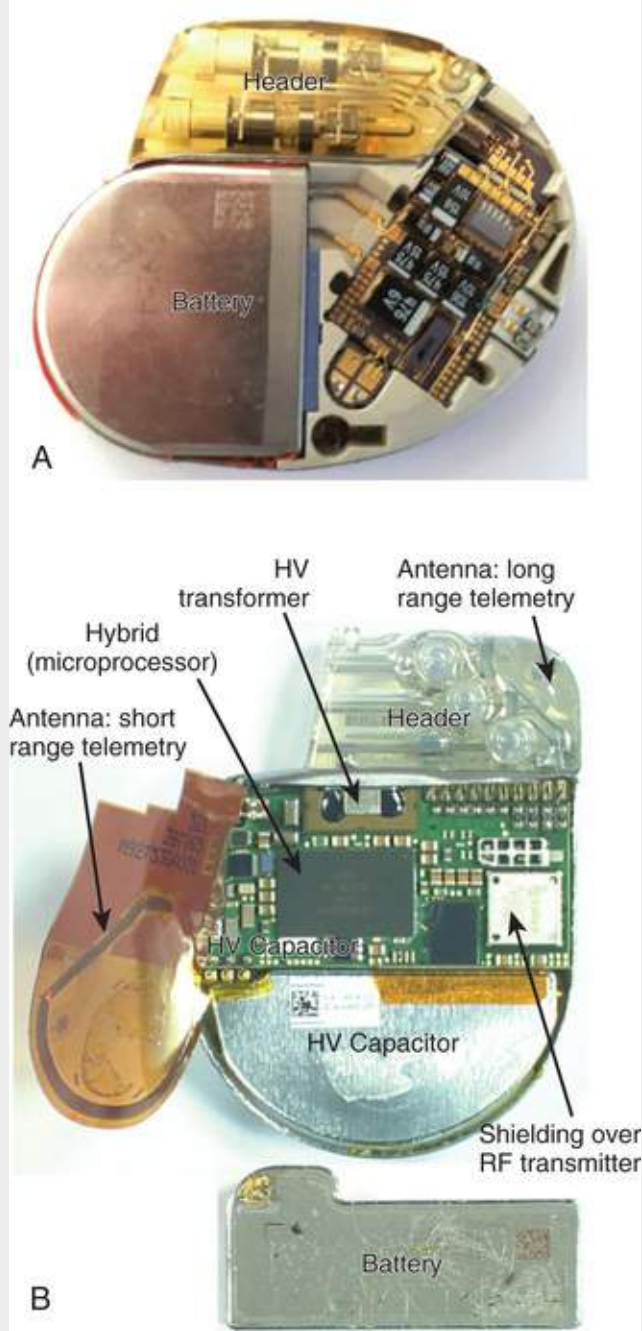 Header
Battery
A
HV
transformer
Antenna: long
range telemetry
Hybrid
(microprocessor)
Antenna: short
range telemetry
Header
HV Capacitor
HV Capacitor
Shielding over
RF transmitter
Battery
B